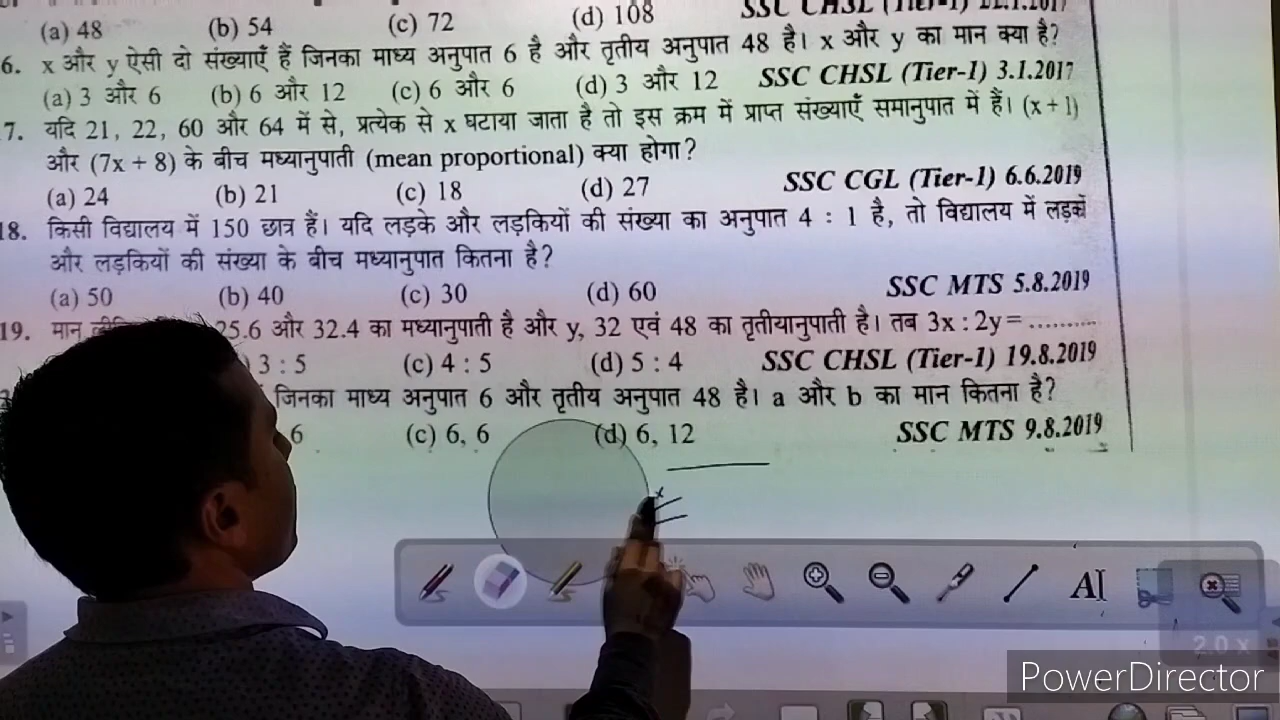 (a) 48 (b) 54 (c) 72 (d) 108 SSC CHSL (Tier-1)
6. x और y ऐसी दो संख्याएँ हैं जिनका माध्य अनुपात 6 है और तृतीय अनुपात 48 है। x और y का मान क्या है?
(a) 3 और 6 (b) 6 और 12 (c) 6 और 6 (d) 3 और 12 SSC CHSL (Tier-1) 3.1.2017
7. यदि 21, 22, 60 और 64 में से, प्रत्येक से x घटाया जाता है तो इस क्रम में प्राप्त संख्याएँ समानुपात में हैं। (x + 1)
और (7x + 8) के बीच मध्यानुपाती (mean proportional) क्या होगा?
(a) 24 (b) 21 (c) 18 (d) 27 SSC CGL (Tier-1) 6.6.2019
18. किसी विद्यालय में 150 छात्र हैं। यदि लड़के और लड़कियों की संख्या का अनुपात 4 : 1 है, तो विद्यालय में लड़कों
और लड़कियों की संख्या के बीच मध्यानुपात कितना है?
(a) 50 (b) 40 (c) 30 (d) 60 SSC MTS 5.8.2019
19. मान 25.6 और 32.4 का मध्यानुपाती है और y, 32 एवं 48 का तृतीयानुपाती है। तब 3x : 2y = ..........
3 : 5 (c) 4 : 5 (d) 5 : 4 SSC CHSL (Tier-1) 19.8.2019
जिनका माध्य अनुपात 6 और तृतीय अनुपात 48 है। a और b का मान कितना है?
6 (c) 6, 6 (d) 6, 12 SSC MTS 9.8.2019
A
2.0 x
PowerDirector